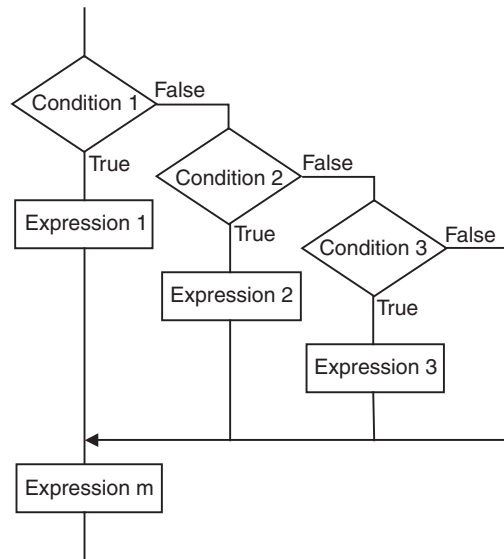 False
Condition 1
True
False
Condition 2
Expression 1
True
False
Condition 3
Expression 2
True
Expression 3
Expression m